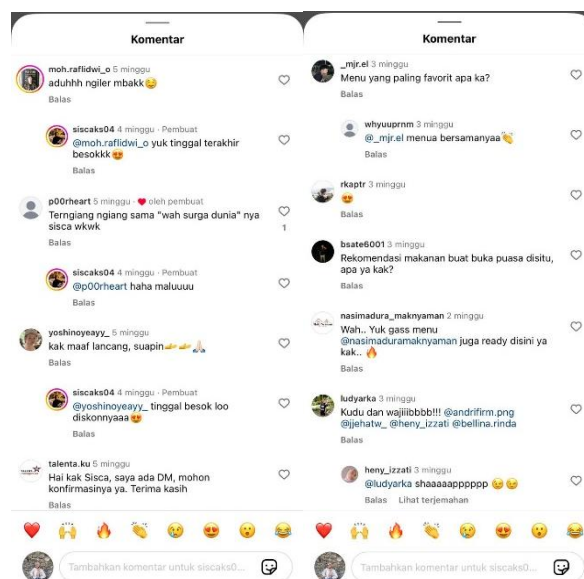 Komentar
moh.raflidwi_o 5 minggu
aduhhh ngiler mbakk🤤
Balas
siscaks04 4 minggu · Pembuat
@moh.raflidwi_o yuk tinggal terakhir
besokkk😍
Balas
p00rheart 5 minggu · ❤️ oleh pembuat
Terngiang ngiang sama "wah surga dunia" nya
sisca wkwk
1
Balas
siscaks04 4 minggu · Pembuat
@p00rheart haha maluuuu
Balas
yoshinoyeayy_ 5 minggu
kak maaf lancang, suapin🫴🫴🙏🏻
Balas
siscaks04 4 minggu · Pembuat
@yoshinoyeayy_ tinggal besok loo
diskonnyaaa😍
Balas
talenta.ku 5 minggu
Hai kak Sisca, saya ada DM, mohon
konfirmasinya ya. Terima kasih
Balas
Tambahkan komentar untuk siscaks0...
Komentar
_mjr.el 3 minggu
Menu yang paling favorit apa ka?
Balas
whyuuprnm 3 minggu
@_mjr.el menua bersamanyaa👏
Balas
rkaptr 3 minggu
😍
Balas
bsate6001 3 minggu
Rekomendasi makanan buat buka puasa disitu,
apa ya kak?
Balas
nasimadura_maknyaman 2 minggu
Wah.. Yuk gass menu
@nasimaduramaknyaman juga ready disini ya
kak.. 🔥
Balas
ludyarka 3 minggu
Kudu dan wajiiibbbb!!! @andrifirm.png
@jjehatw_ @heny_izzati @bellina.rinda
Balas
heny_izzati 3 minggu
@ludyarka shaaaaapppppp 😉😉
Balas Lihat terjemahan
Tambahkan komentar untuk siscaks0...